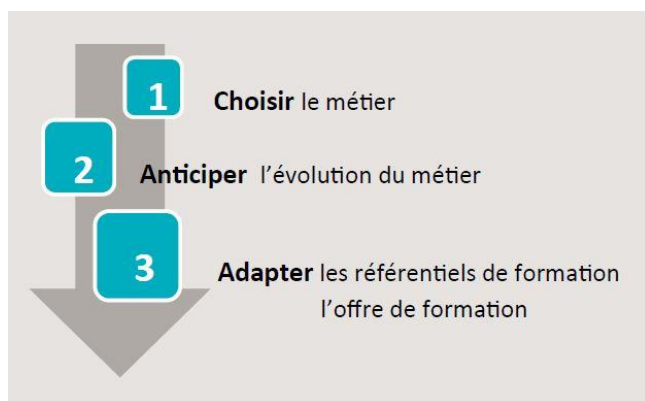 1 Choisir le métier
2 Anticiper l'évolution du métier
3 Adapter les référentiels de formation
l'offre de formation